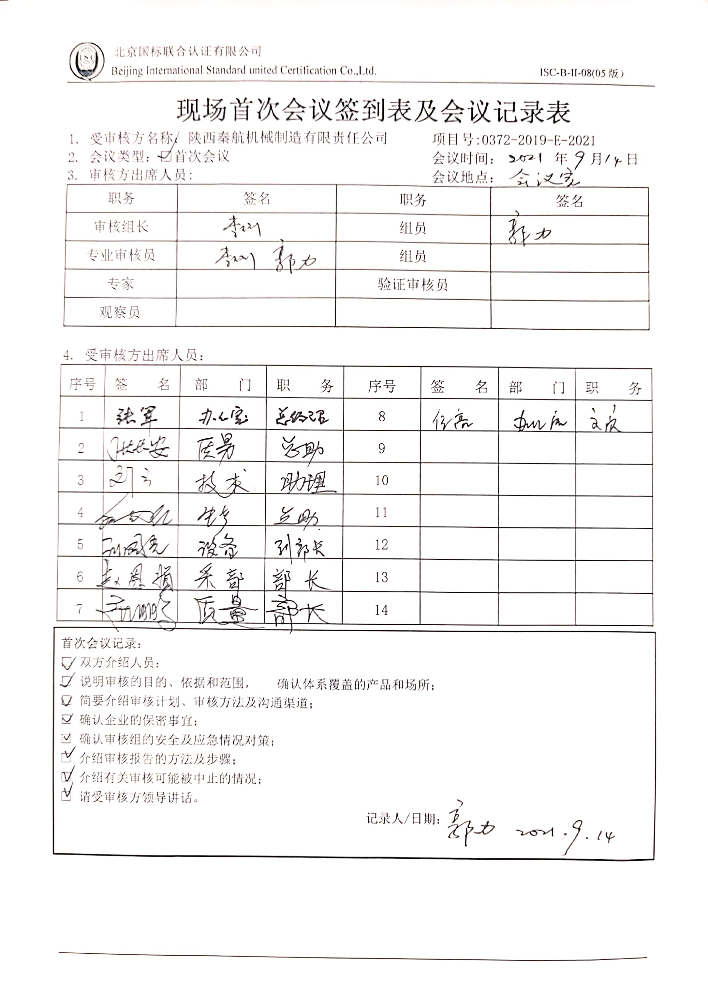 北京国标联合认证有限公司
Beijing International Standard united Certification Co.,Ltd.
ISC-B-II-08(05版)
现场首次会议签到表及会议记录表
1. 受审核方名称: 陕西秦航机械制造有限责任公司 项目号:0372-2019-E-2021
2. 会议类型: ☑首次会议 会议时间: 2021 年 9 月 14 日
3. 审核方出席人员: 会议地点: 会议室
职务 签名 职务 签名
审核组长 组员 郭力
专业审核员 郭力 组员
专家 验证审核员
观察员
4. 受审核方出席人员:
序号 签 名 部 门 职 务 序号 签 名 部 门 职 务
1 张军 办公室 总经理 8 任亮 办公室 文员
2 张长安 总助 9
3 技术 助理 10
4 总助 11
5 设备 副部长 12
6 采部 部长 13
7 质量 部长 14
首次会议记录:
☑ 双方介绍人员;
☑ 说明审核的目的、依据和范围, 确认体系覆盖的产品和场所;
☑ 简要介绍审核计划、审核方法及沟通渠道;
☑ 确认企业的保密事宜;
☑ 确认审核组的安全及应急情况对策;
☑ 介绍审核报告的方法及步骤;
☑ 介绍有关审核可能被中止的情况;
☑ 请受审核方领导讲话。
记录人/日期: 郭力 2021.9.14